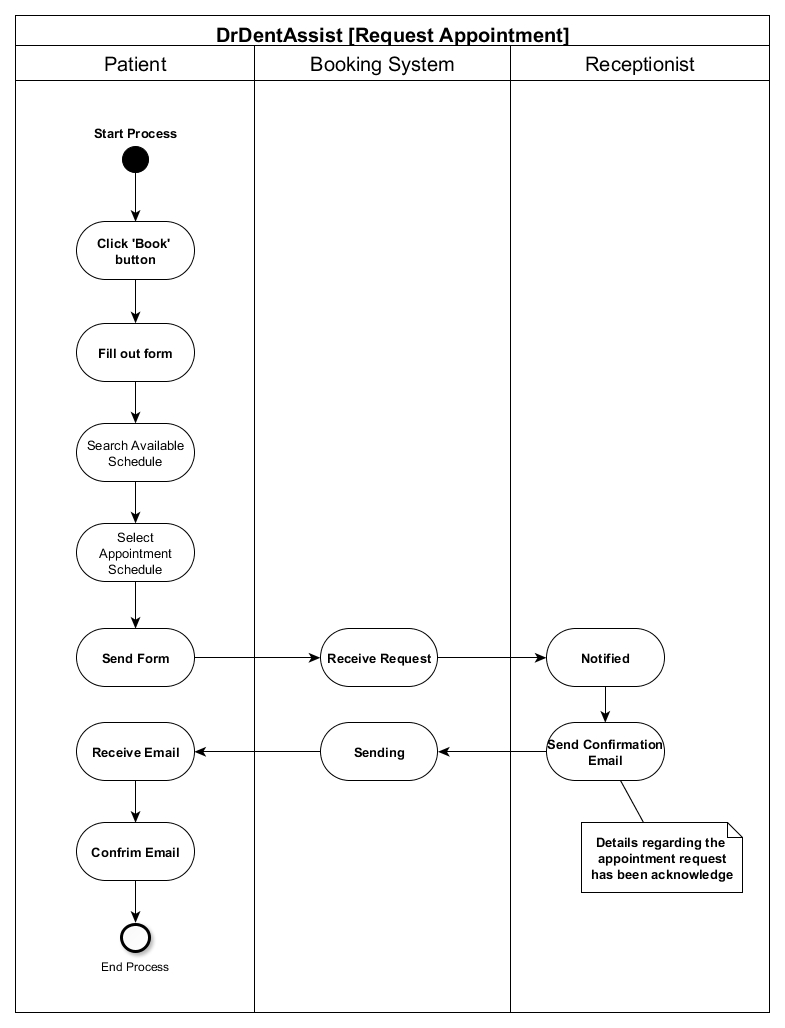 DrDentAssist [Request Appointment]
Patient
Booking System
Receptionist
Start Process
Click 'Book'
button
Fill out form
Search Available
Schedule
Select
Appointment
Schedule
Send Form
Receive Request
Notified
Receive Email
Sending
Send Confirmation
Email
Confrim Email
Details regarding the
appointment request
has been acknowledge
End Process